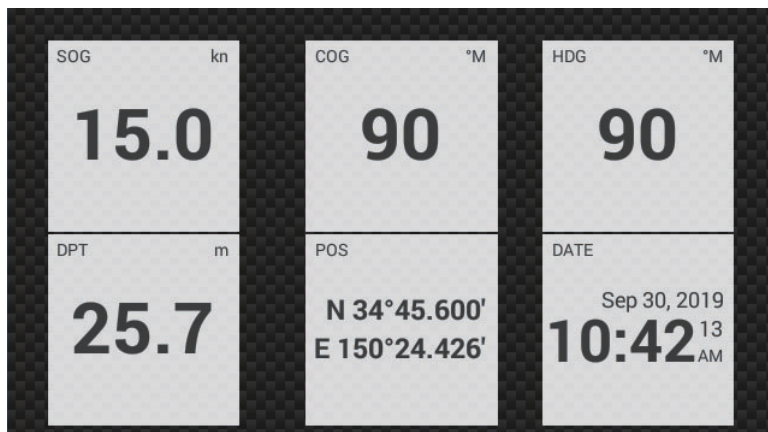 SOG kn
15.0
COG °M
90
HDG °M
90
DPT m
25.7
POS
N 34°45.600'
E 150°24.426'
DATE
Sep 30, 2019
10:42 13 AM